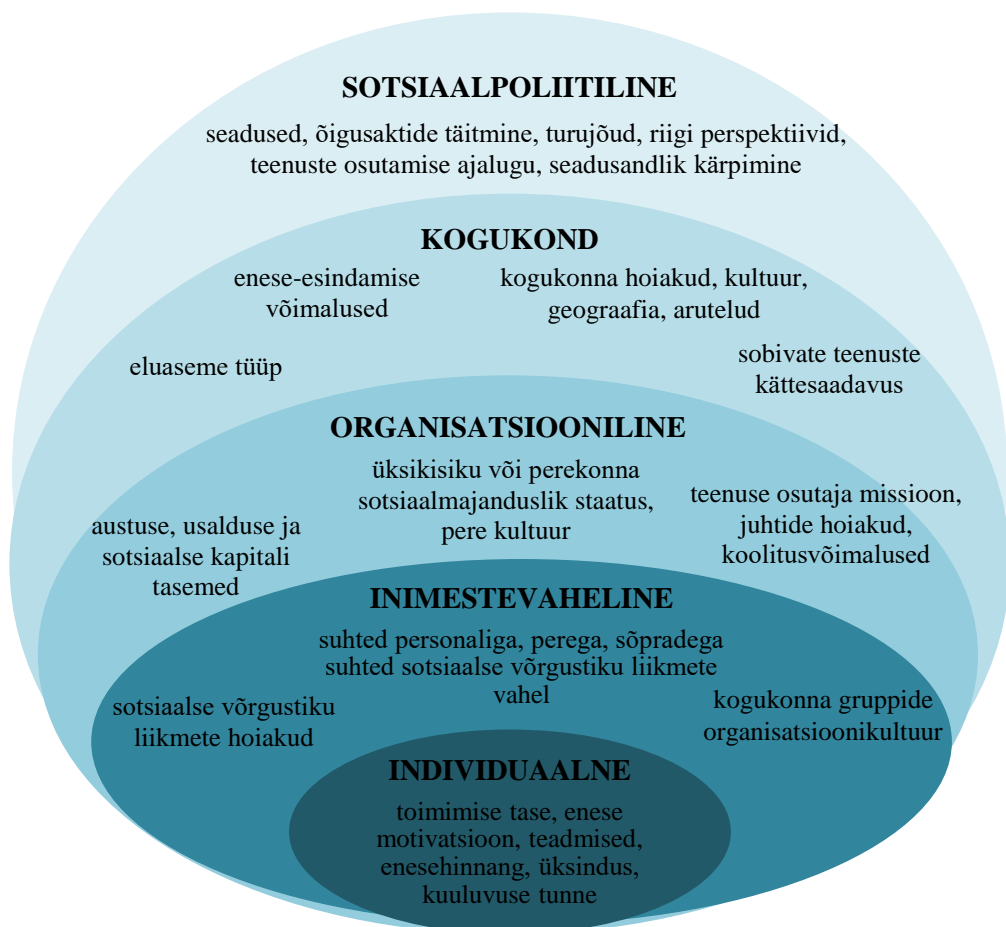 SOTSIAALPOLIITILINE
seadused, õigusaktide täitmine, turujõud, riigi perspektiivid,
teenuste osutamise ajalugu, seadusandlik kärpimine
KOGUKOND
enese-esindamise
võimalused
kogukonna hoiakud, kultuur,
geograafia, arutelud
eluaseme tüüp
sobivate teenuste
kättesaadavus
ORGANISATSIOONILINE
üksikisiku või perekonna
sotsiaalmajanduslik staatus,
pere kultuur
austuse, usalduse ja
sotsiaalse kapitali
tasemed
teenuse osutaja missioon,
juhtide hoiakud,
koolitusvõimalused
INIMESTEVAHELINE
suhted personaliga, perega, sõpradega
suhted sotsiaalse võrgustiku liikmete
vahel
sotsiaalse võrgustiku
liikmete hoiakud
kogukonna gruppide
organisatsioonikultuur
INDIVIDUAALNE
toimimise tase, enese
motivatsioon, teadmised,
enesehinnang, üksindus,
kuuluvuse tunne